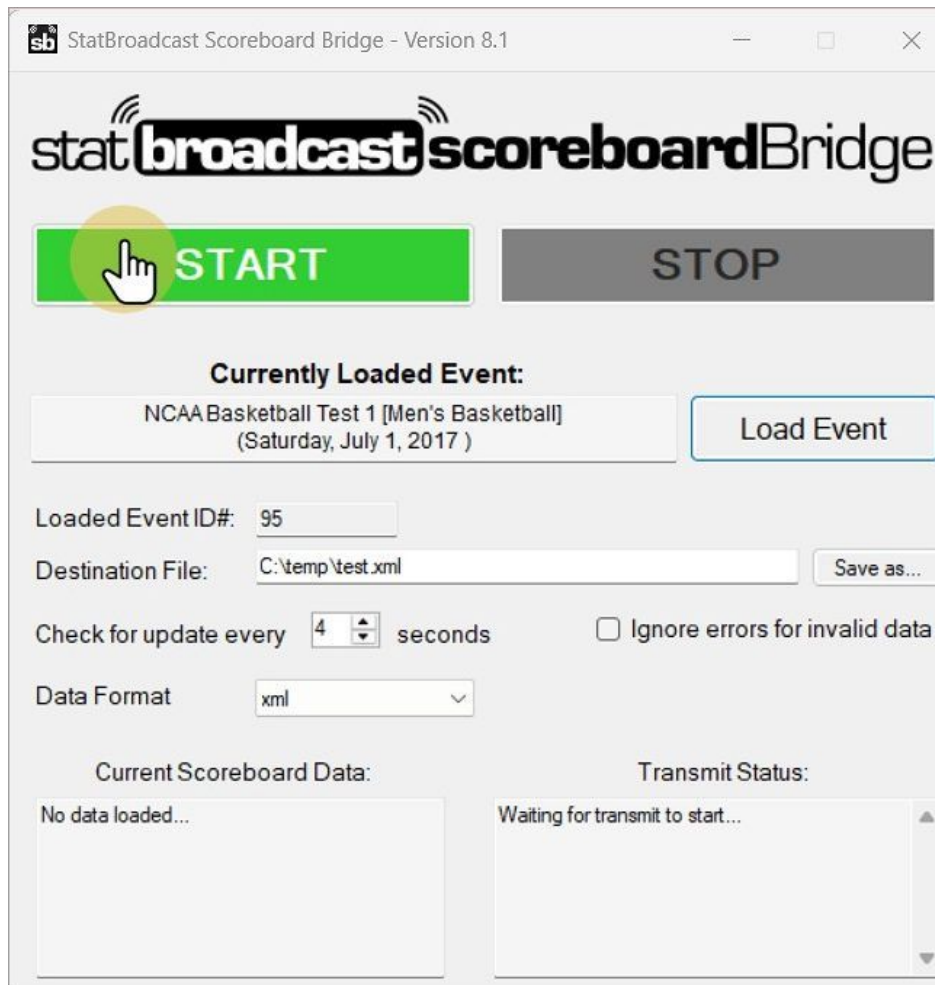 sb StatBroadcast Scoreboard Bridge - Version 8.1
statbroadcastscoreboardBridge
START STOP
Currently Loaded Event:
NCAA Basketball Test 1 [Men's Basketball]
(Saturday, July 1, 2017 )
Load Event
Loaded Event ID#: 95
Destination File: C:\temp\test.xml Save as...
Check for update every 4 seconds Ignore errors for invalid data
Data Format xml
Current Scoreboard Data: Transmit Status:
No data loaded... Waiting for transmit to start...